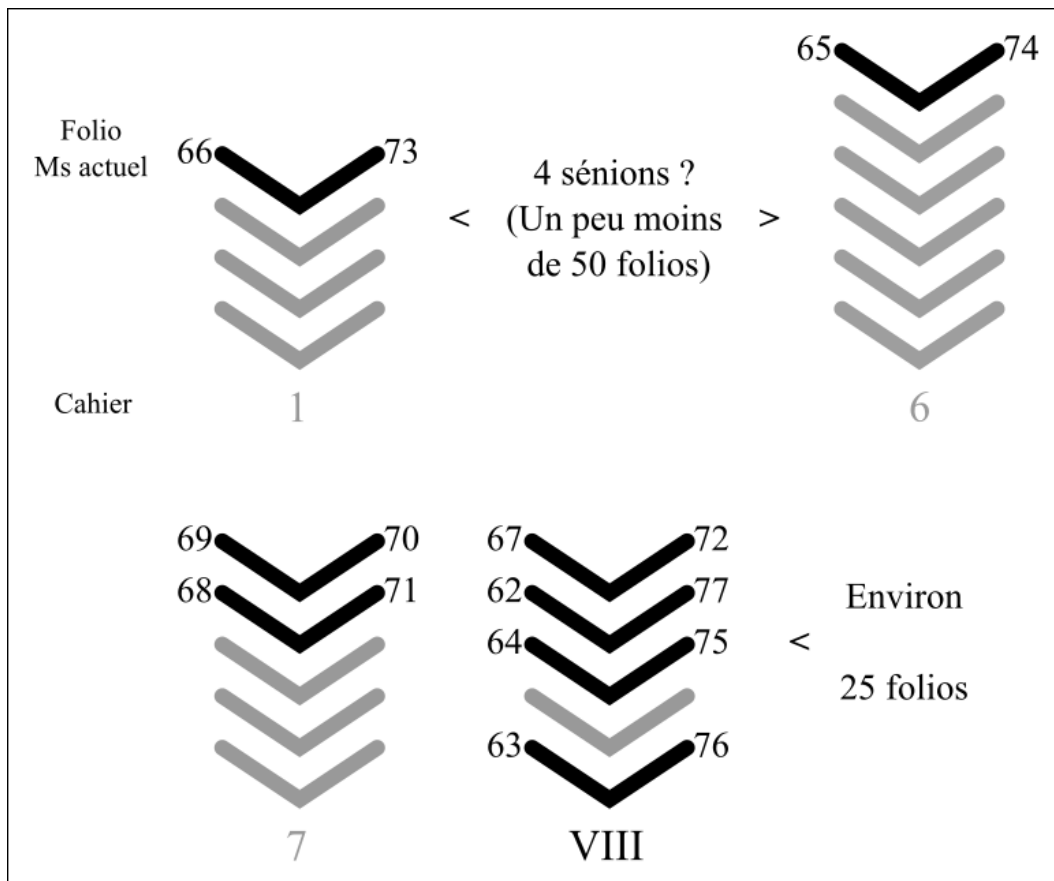 65 74
Folio
Ms actuel
66 73
4 sénions ?
< (Un peu moins >
de 50 folios)
Cahier 1 6
69 70 67 72
68 71 62 77
Environ
64 75
<
25 folios
63 76
7 VIII